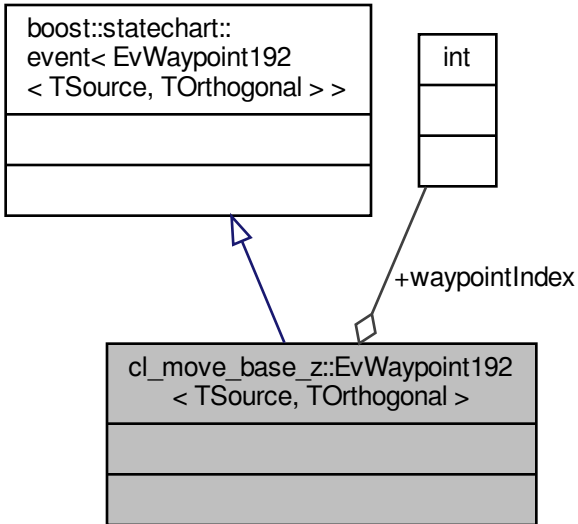 boost::statechart::
event< EvWaypoint192
< TSource, TOrthogonal > >
int
+waypointIndex
cl_move_base_z::EvWaypoint192
< TSource, TOrthogonal >